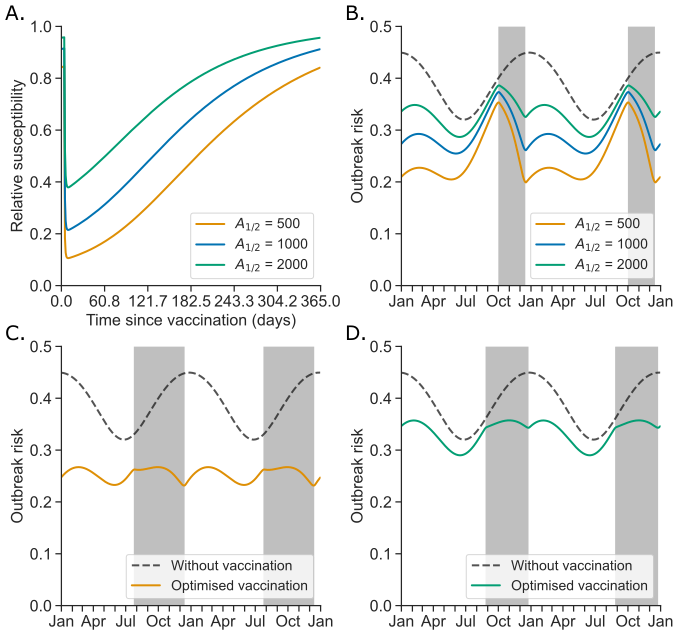 A.
1.0
0.8
0.6
0.4
0.2
0.0
Relative susceptibility
A1/2 = 500
A1/2 = 1000
A1/2 = 2000
0.0 60.8 121.7 182.5 243.3 304.2 365.0
Time since vaccination (days)
B.
0.5
0.4
0.3
0.2
0.1
0.0
Outbreak risk
A1/2 = 500
A1/2 = 1000
A1/2 = 2000
Jan Apr Jul Oct Jan Apr Jul Oct Jan
C.
0.5
0.4
0.3
0.2
0.1
0.0
Outbreak risk
Without vaccination
Optimised vaccination
Jan Apr Jul Oct Jan Apr Jul Oct Jan
D.
0.5
0.4
0.3
0.2
0.1
0.0
Outbreak risk
Without vaccination
Optimised vaccination
Jan Apr Jul Oct Jan Apr Jul Oct Jan